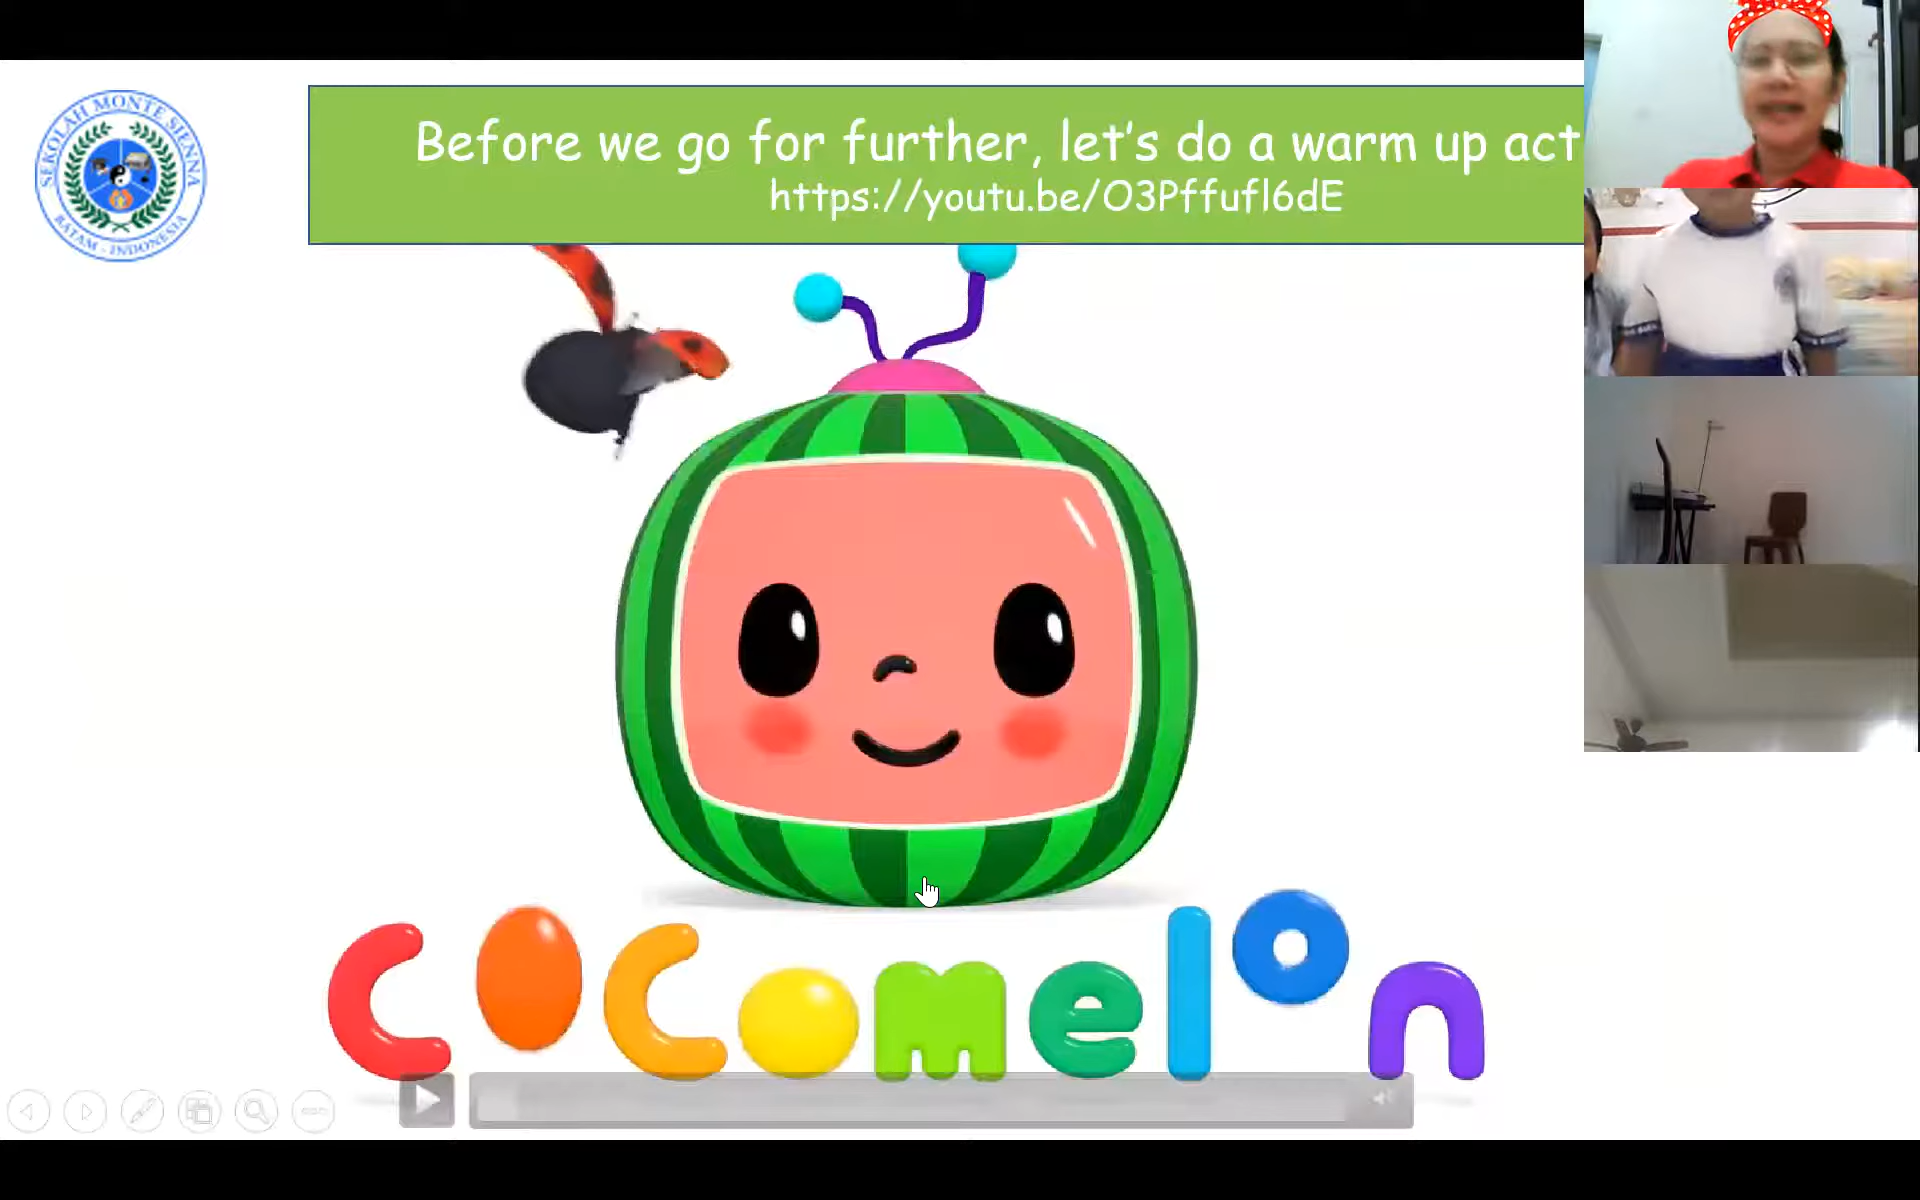 SEKOLAH MONTE SIENNA
BATAM - INDONESIA
Before we go for further, let's do a warm up act
https://youtu.be/O3Pffufl6dE
cocomelon